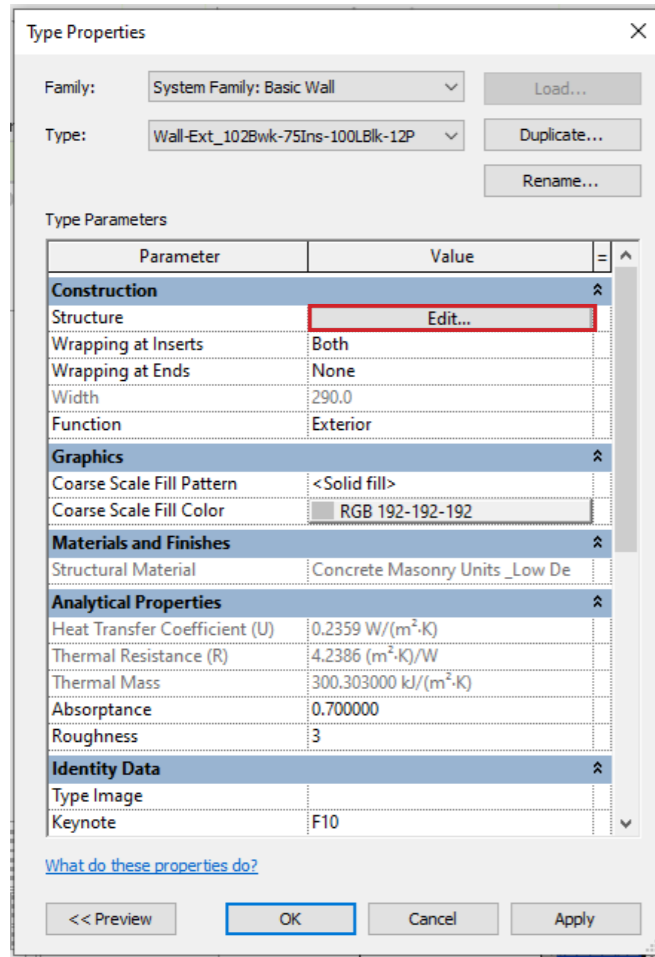 Type Properties
Family: System Family: Basic Wall Load...
Type: Wall-Ext_102Bwk-75Ins-100LBlk-12P Duplicate...
Rename...
Type Parameters
Parameter Value =
Construction
Structure Edit...
Wrapping at Inserts Both
Wrapping at Ends None
Width 290.0
Function Exterior
Graphics
Coarse Scale Fill Pattern <Solid fill>
Coarse Scale Fill Color RGB 192-192-192
Materials and Finishes
Structural Material Concrete Masonry Units _Low De
Analytical Properties
Heat Transfer Coefficient (U) 0.2359 W/(m²·K)
Thermal Resistance (R) 4.2386 (m²·K)/W
Thermal Mass 300.303000 kJ/(m²·K)
Absorptance 0.700000
Roughness 3
Identity Data
Type Image
Keynote F10
What do these properties do?
<< Preview OK Cancel Apply